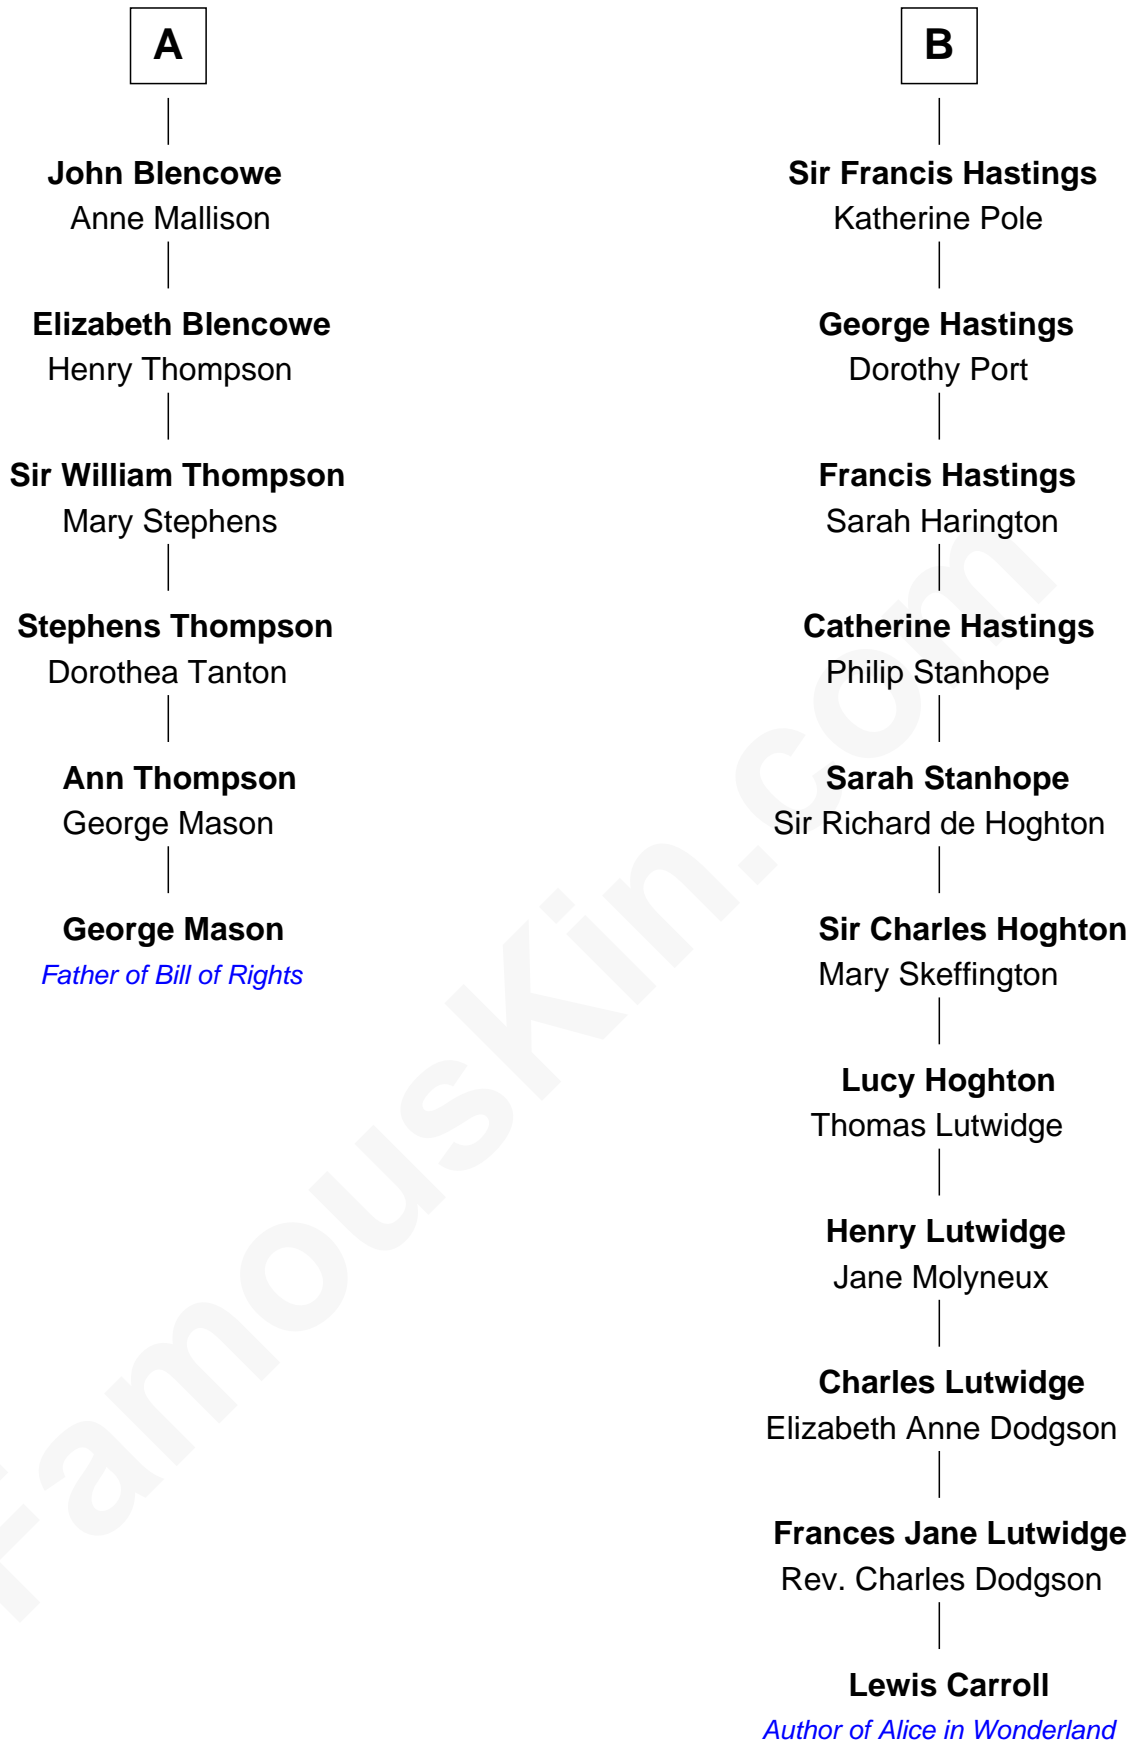 A
John Blencowe
Anne Mallison
Elizabeth Blencowe
Henry Thompson
Sir William Thompson
Mary Stephens
Stephens Thompson
Dorothea Tanton
Ann Thompson
George Mason
George Mason
Father of Bill of Rights
B
Sir Francis Hastings
Katherine Pole
George Hastings
Dorothy Port
Francis Hastings
Sarah Harington
Catherine Hastings
Philip Stanhope
Sarah Stanhope
Sir Richard de Hoghton
Sir Charles Hoghton
Mary Skeffington
Lucy Hoghton
Thomas Lutwidge
Henry Lutwidge
Jane Molyneux
Charles Lutwidge
Elizabeth Anne Dodgson
Frances Jane Lutwidge
Rev. Charles Dodgson
Lewis Carroll
Author of Alice in Wonderland
FamousKin.com